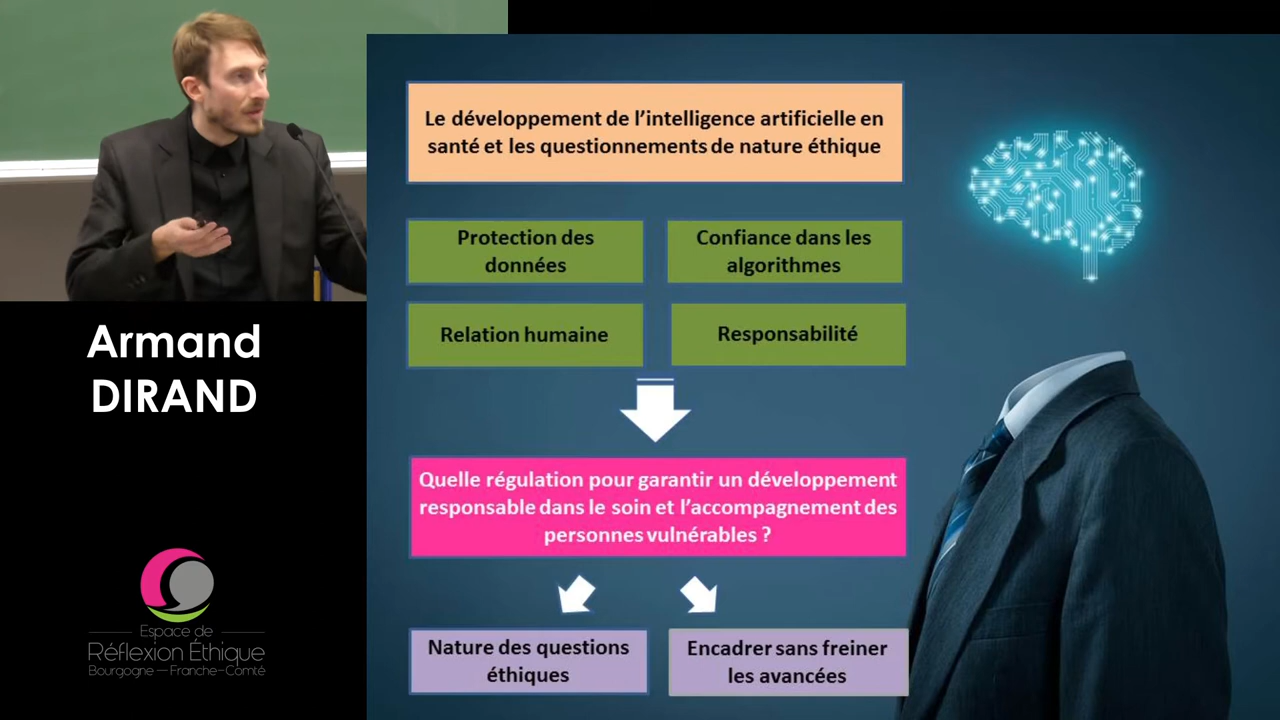 Le développement de l’intelligence artificielle en
santé et les questionnements de nature éthique
Protection des
données
Confiance dans les
algorithmes
Relation humaine
Responsabilité
Quelle régulation pour garantir un développement
responsable dans le soin et l’accompagnement des
personnes vulnérables ?
Nature des questions
éthiques
Encadrer sans freiner
les avancées
Armand
DIRAND
Espace de
Réflexion Éthique
Bourgogne — Franche-Comté